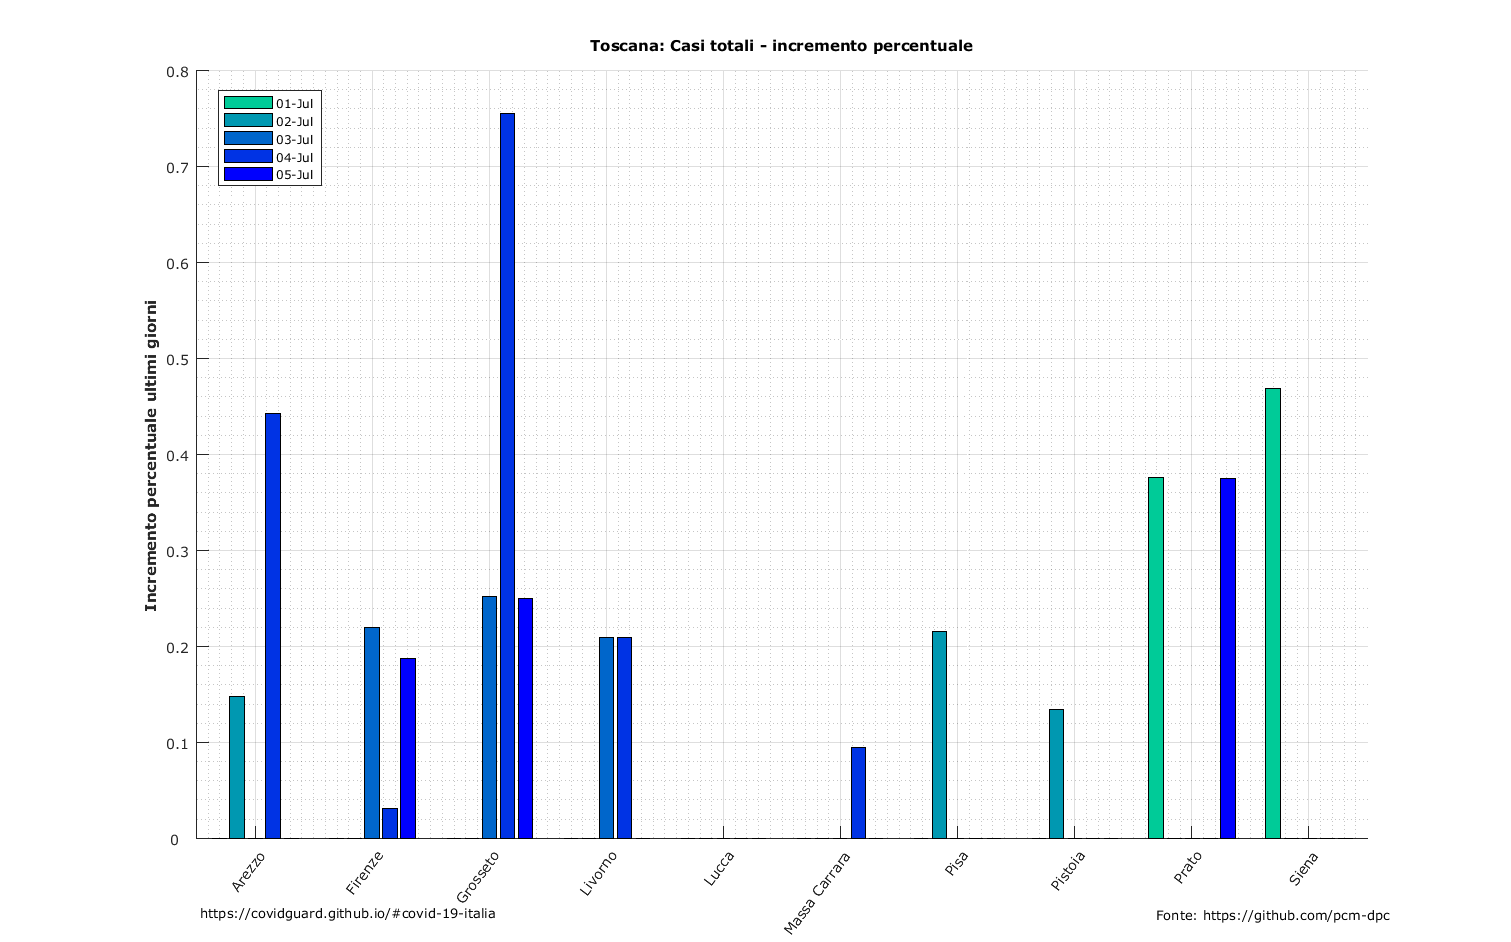 Toscana: Casi totali - incremento percentuale
Incremento percentuale ultimi giorni
0.8
0.7
0.6
0.5
0.4
0.3
0.2
0.1
0
01-Jul
02-Jul
03-Jul
04-Jul
05-Jul
Arezzo
Firenze
Grosseto
Livorno
Lucca
Massa Carrara
Pisa
Pistoia
Prato
Siena
https://covidguard.github.io/#covid-19-italia
Fonte: https://github.com/pcm-dpc